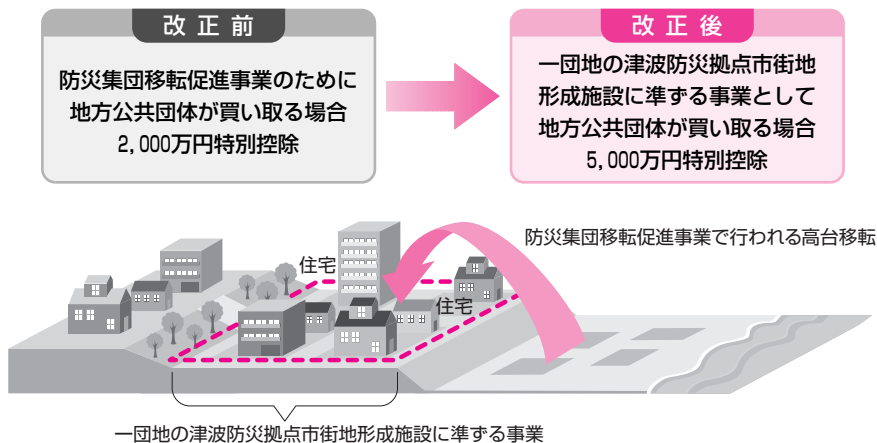 改正前
防災集団移転促進事業のために
地方公共団体が買い取る場合
2,000万円特別控除
改正後
一団地の津波防災拠点市街地
形成施設に準ずる事業として
地方公共団体が買い取る場合
5,000万円特別控除
防災集団移転促進事業で行われる高台移転
住宅
住宅
一団地の津波防災拠点市街地形成施設に準ずる事業